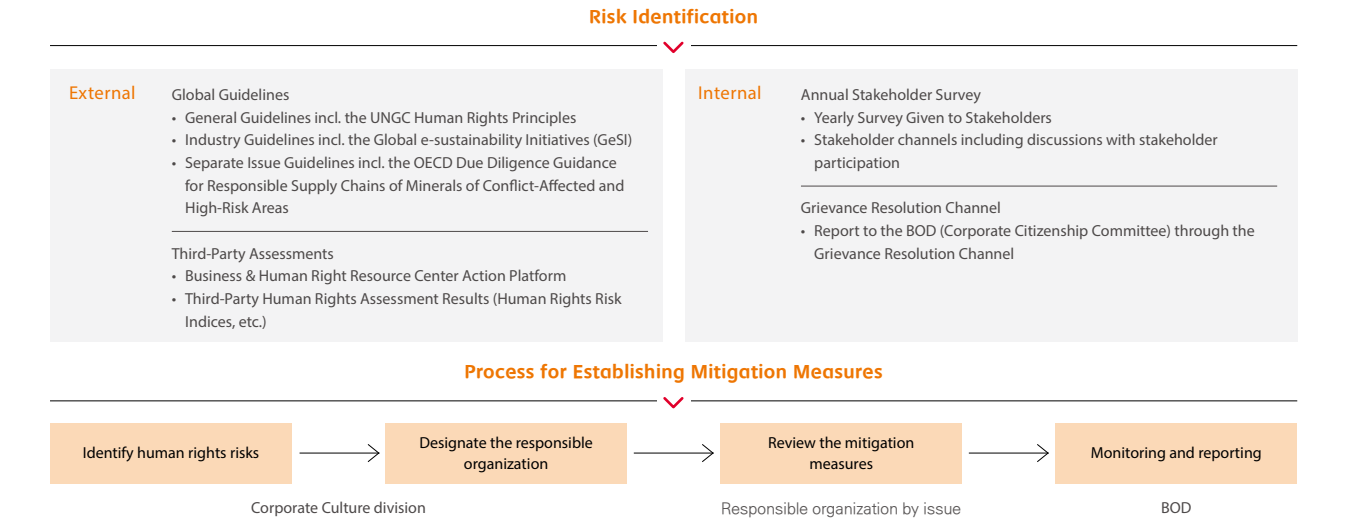 Risk Identification
External
Global Guidelines
• General Guidelines incl. the UNGC Human Rights Principles
• Industry Guidelines incl. the Global e-sustainability Initiatives (GeSI)
• Separate Issue Guidelines incl. the OECD Due Diligence Guidance
for Responsible Supply Chains of Minerals of Conflict-Affected and
High-Risk Areas
Third-Party Assessments
• Business & Human Right Resource Center Action Platform
• Third-Party Human Rights Assessment Results (Human Rights Risk
Indices, etc.)
Internal
Annual Stakeholder Survey
• Yearly Survey Given to Stakeholders
• Stakeholder channels including discussions with stakeholder
participation
Grievance Resolution Channel
• Report to the BOD (Corporate Citizenship Committee) through the
Grievance Resolution Channel
Process for Establishing Mitigation Measures
Identify human rights risks
Designate the responsible
organization
Review the mitigation
measures
Monitoring and reporting
Corporate Culture division
Responsible organization by issue
BOD